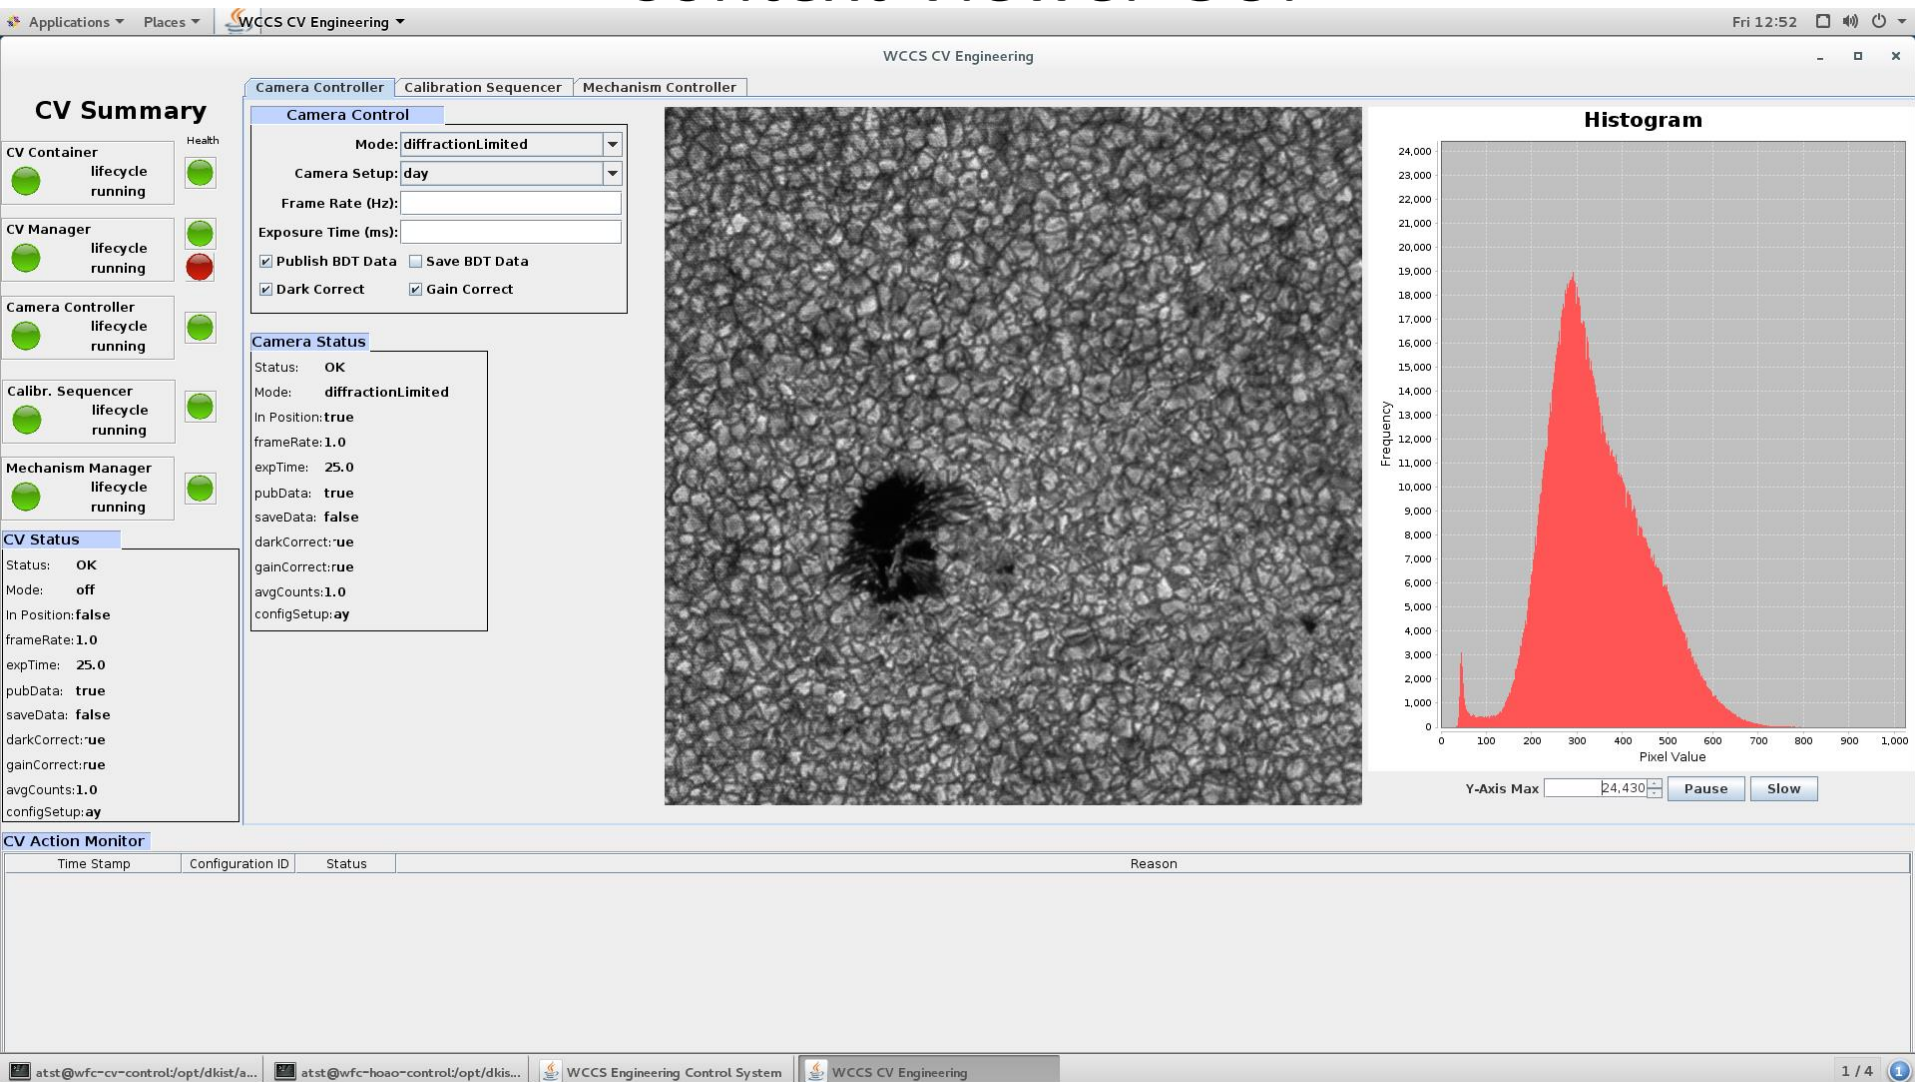 Applications Places WCCS CV Engineering Fri 12:52
WCCS CV Engineering
CV Summary
Health
CV Container
lifecycle
running
CV Manager
lifecycle
running
Camera Controller
lifecycle
running
Calibr. Sequencer
lifecycle
running
Mechanism Manager
lifecycle
running
CV Status
Status: OK
Mode: off
In Position: false
frameRate: 1.0
expTime: 25.0
pubData: true
saveData: false
darkCorrect: rue
gainCorrect: rue
avgCounts: 1.0
configSetup: ay
Camera Controller Calibration Sequencer Mechanism Controller
Camera Control
Mode: diffractionLimited
Camera Setup: day
Frame Rate (Hz):
Exposure Time (ms):
Publish BDT Data Save BDT Data
Dark Correct Gain Correct
Camera Status
Status: OK
Mode: diffractionLimited
In Position: true
frameRate: 1.0
expTime: 25.0
pubData: true
saveData: false
darkCorrect: rue
gainCorrect: rue
avgCounts: 1.0
configSetup: ay
Histogram
24,000
23,000
22,000
21,000
20,000
19,000
18,000
17,000
16,000
15,000
14,000
13,000
12,000
11,000
10,000
9,000
8,000
7,000
6,000
5,000
4,000
3,000
2,000
1,000
0
Frequency
0 100 200 300 400 500 600 700 800 900 1,000
Pixel Value
Y-Axis Max 24,430 Pause Slow
CV Action Monitor
Time Stamp Configuration ID Status Reason
atst@wfc-cv-control:/opt/dkist/a... atst@wfc-hoao-control:/opt/dkis... WCCS Engineering Control System WCCS CV Engineering 1 / 4 1